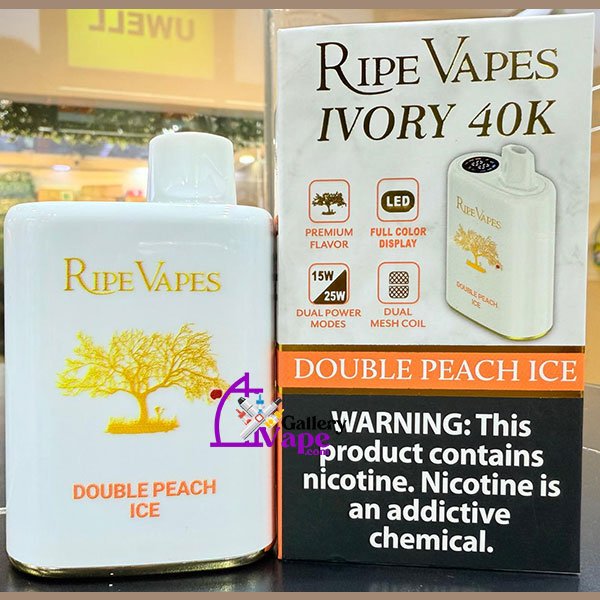 UWELL
RIPE VAPES
IVORY 40K
PREMIUM
FLAVOR
LED
FULL COLOR
DISPLAY
15W
25W
DUAL POWER
MODES
DUAL
MESH COIL
RIPE VAPES
DOUBLE PEACH
ICE
DOUBLE PEACH ICE
WARNING: This
product contains
nicotine. Nicotine is
an addictive
chemical.
RIPE VAPES
DOUBLE PEACH
ICE
Gallery
Vape
.com